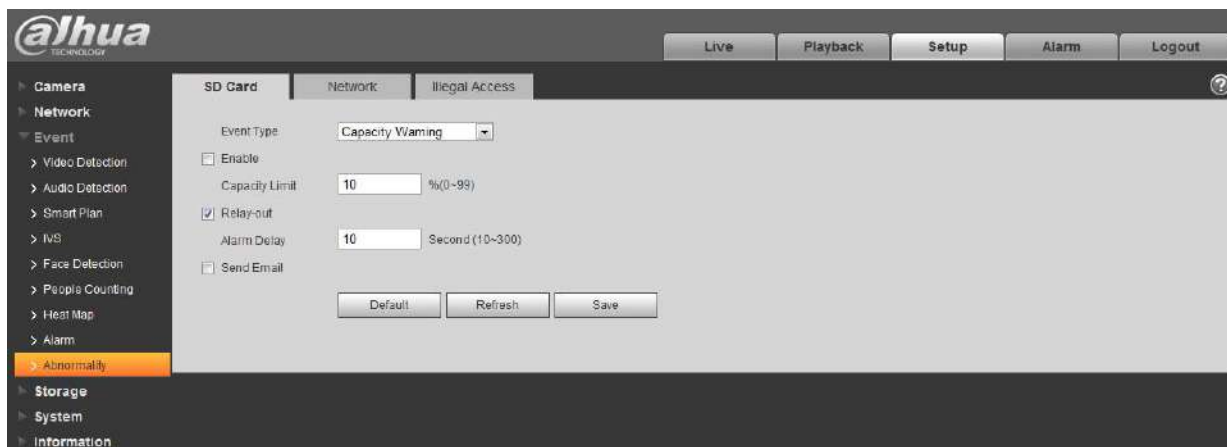 alhua
TECHNOLOGY
Live Playback Setup Alarm Logout
Camera
Network
Event
Video Detection
Audio Detection
Smart Plan
IVS
Face Detection
People Counting
Heat Map
Alarm
Abnormality
Storage
System
Information
SD Card Network Illegal Access
?
Event Type Capacity Warning
Enable
Capacity Limit 10 %(0~99)
Relay-out
Alarm Delay 10 Second (10~300)
Send Email
Default Refresh Save